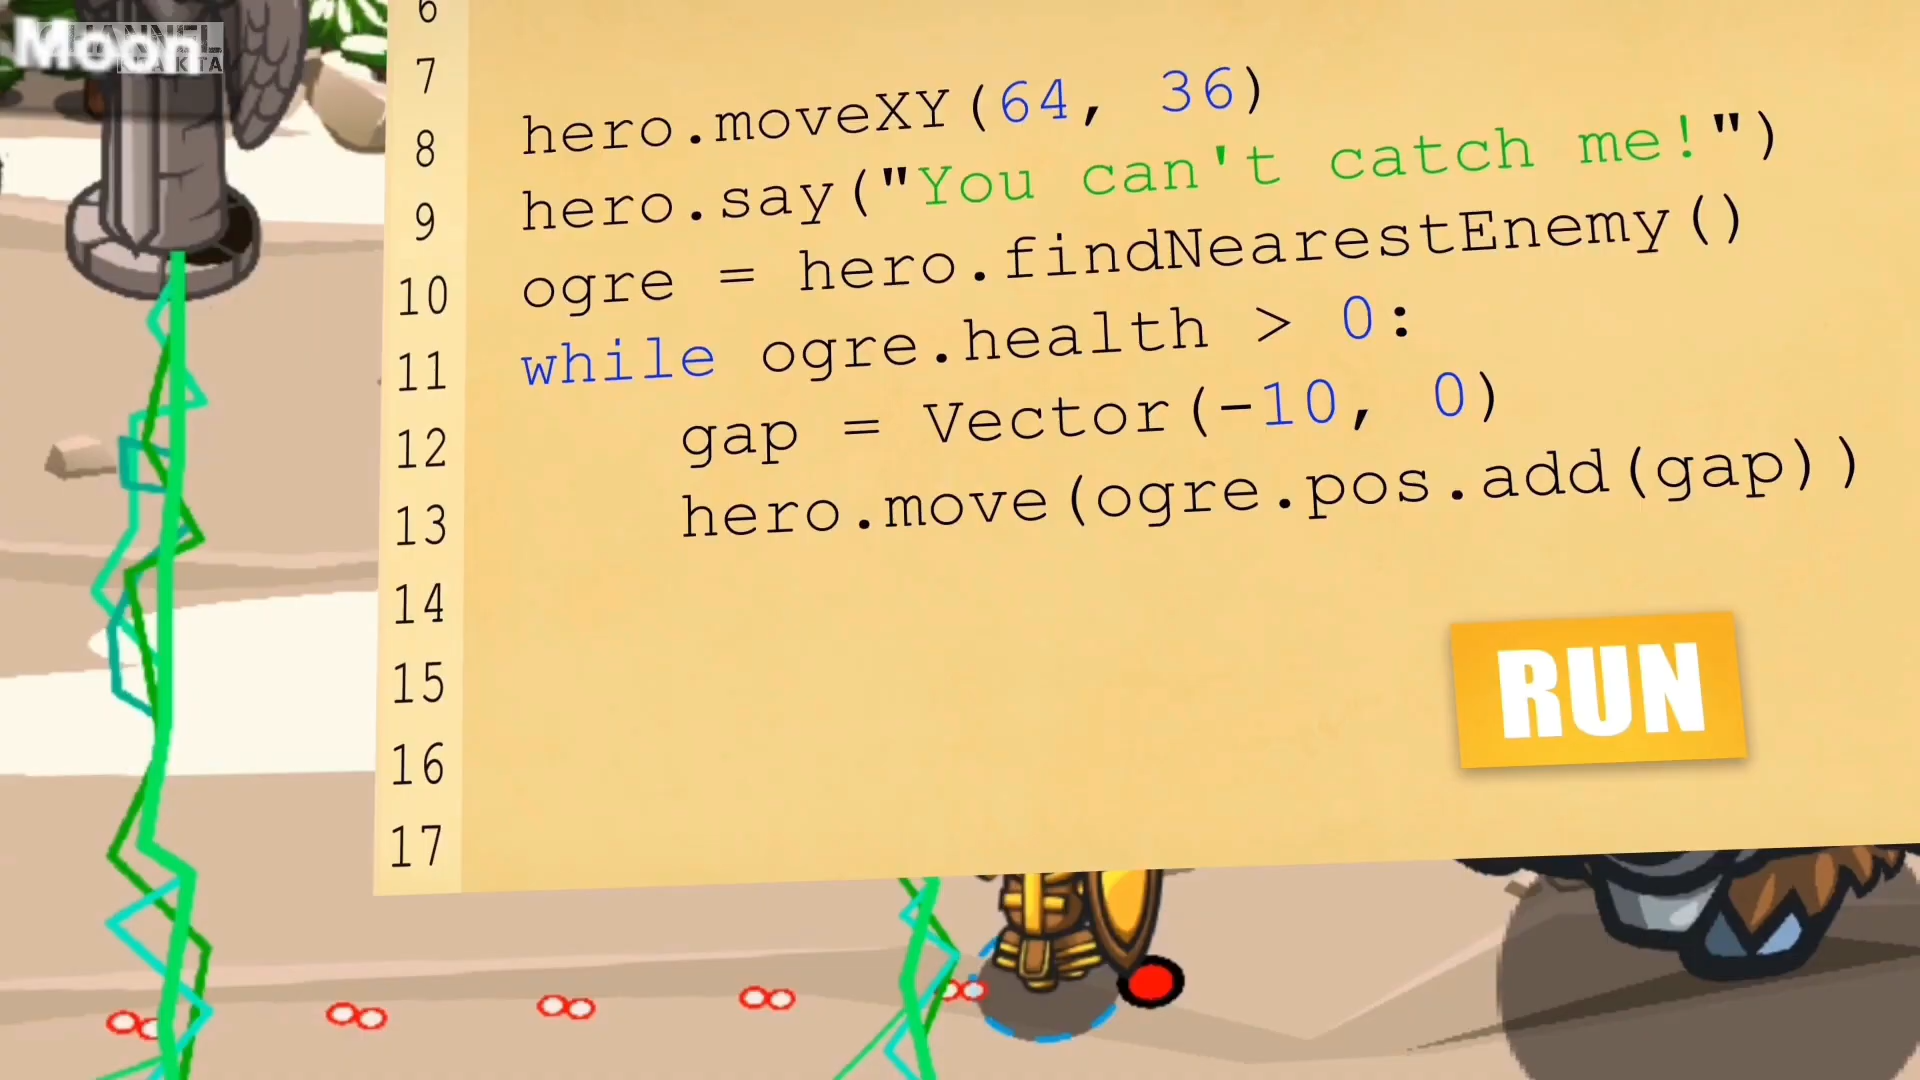 Moon
CHANNEL
6
7
8 hero.moveXY(64, 36)
9 hero.say("You can't catch me!")
10 ogre = hero.findNearestEnemy()
11 while ogre.health > 0:
12 gap = Vector(-10, 0)
13 hero.move(ogre.pos.add(gap))
14
15
16
17
RUN